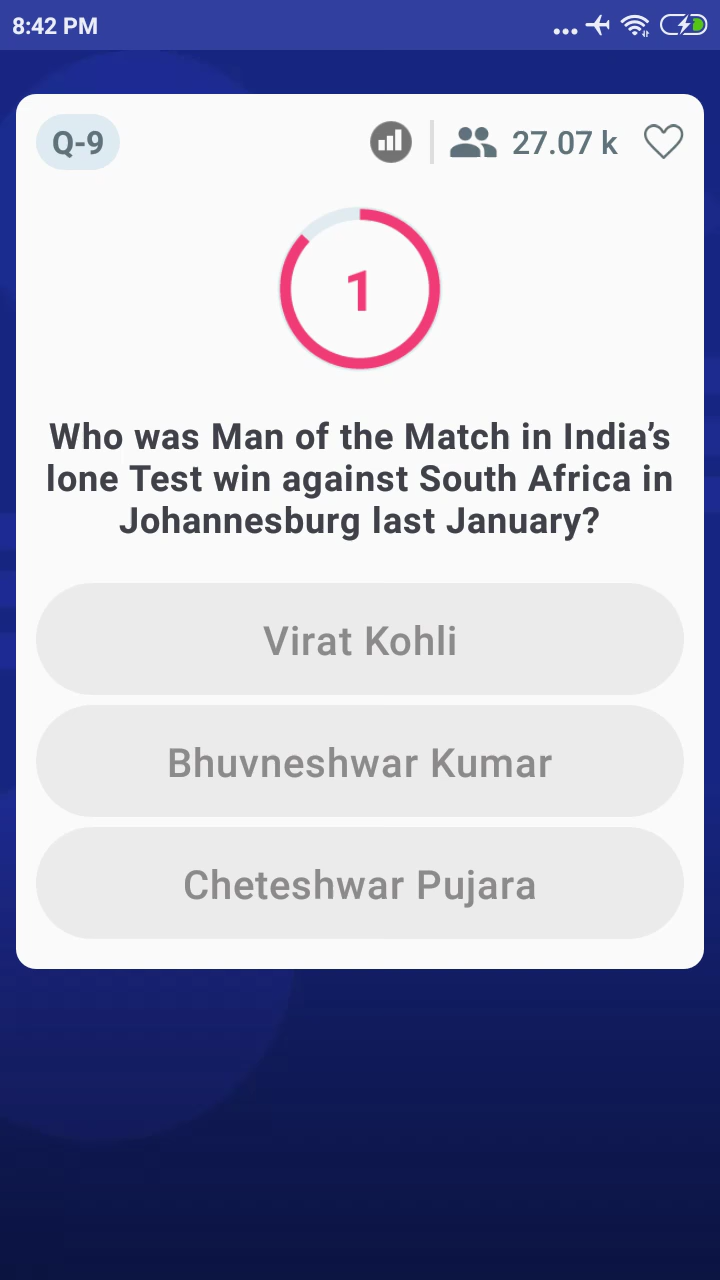 8:42 PM
Q-9
27.07 k
1
Who was Man of the Match in India’s
lone Test win against South Africa in
Johannesburg last January?
Virat Kohli
Bhuvneshwar Kumar
Cheteshwar Pujara